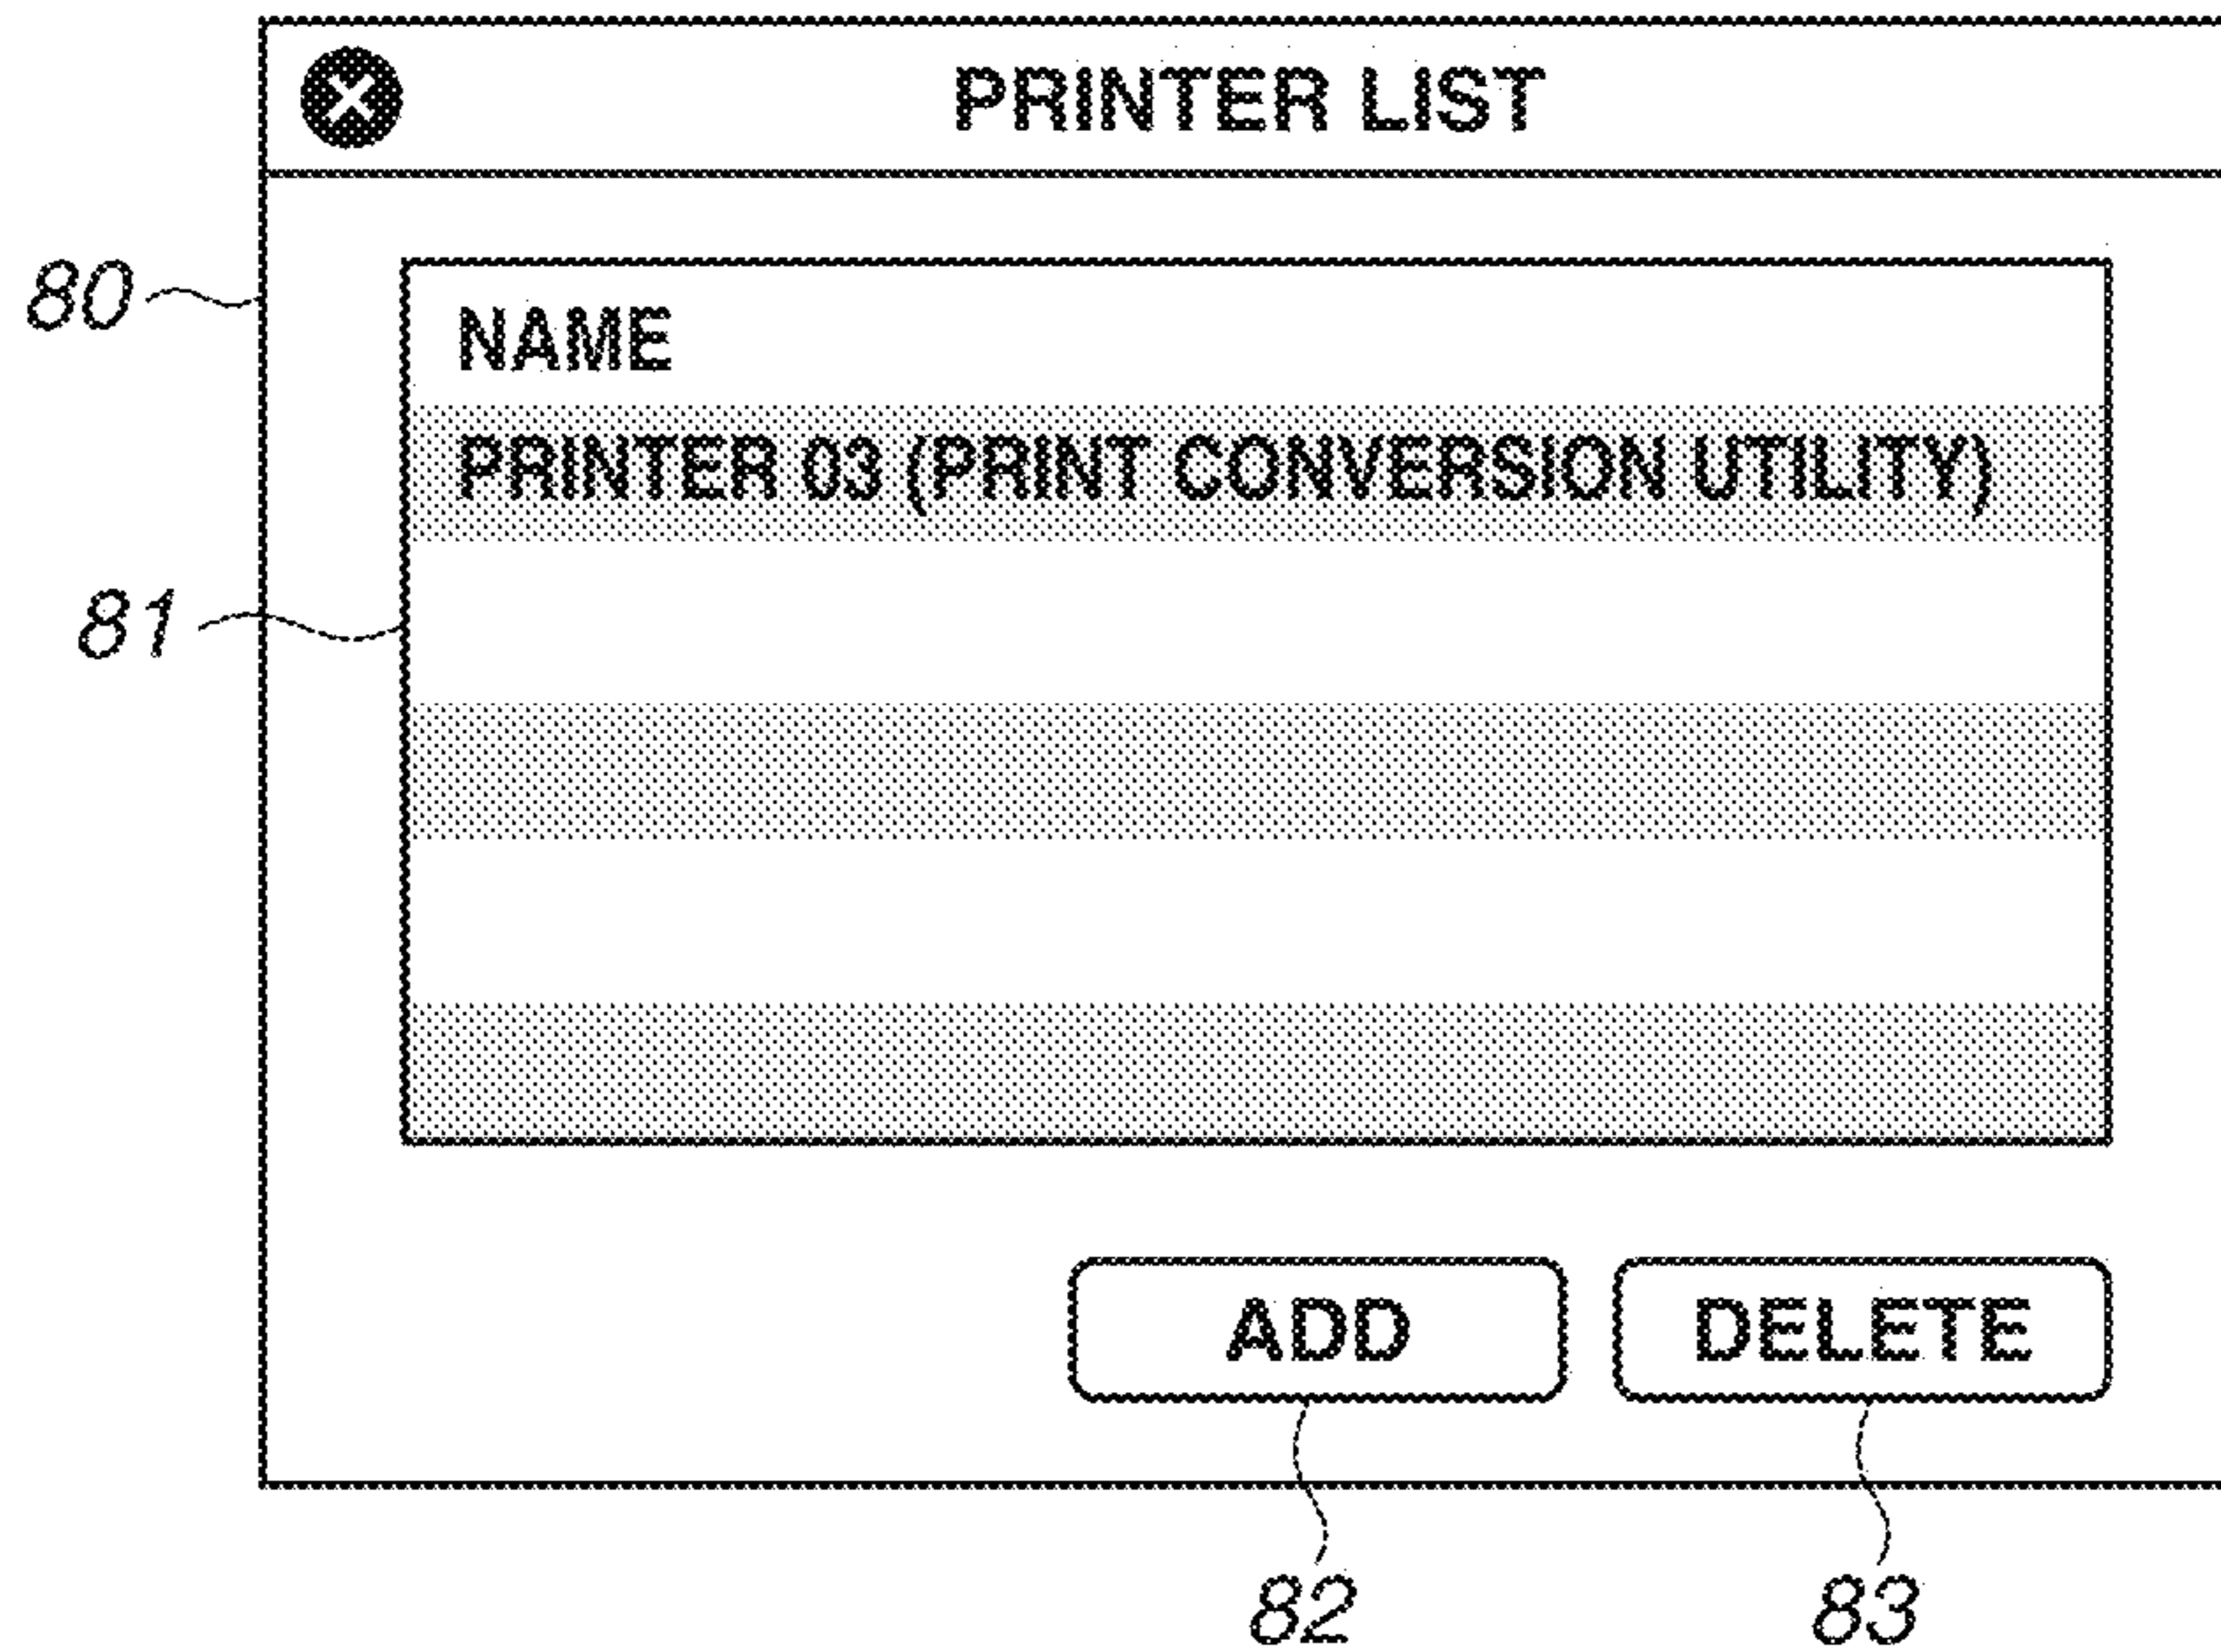 PRINTER LIST
80
NAME
PRINTER 03 (PRINT CONVERSION UTILITY)
81
ADD DELETE
82 83